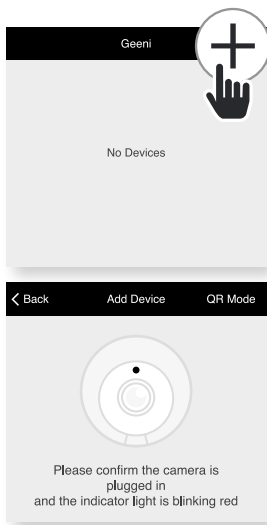 Geeni
No Devices
Back Add Device QR Mode
Please confirm the camera is
plugged in
and the indicator light is blinking red